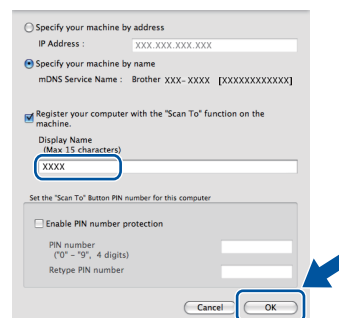 Specify your machine by address
IP Address : XXX.XXX.XXX.XXX
Specify your machine by name
mDNS Service Name : Brother XXX-XXXX [XXXXXXXXXXXX]
Register your computer with the "Scan To" function on the
machine.
Display Name
(Max 15 characters)
XXXX
Set the "Scan To" Button PIN number for this computer
Enable PIN number protection
PIN number
("0" - "9", 4 digits)
Retype PIN number
Cancel OK